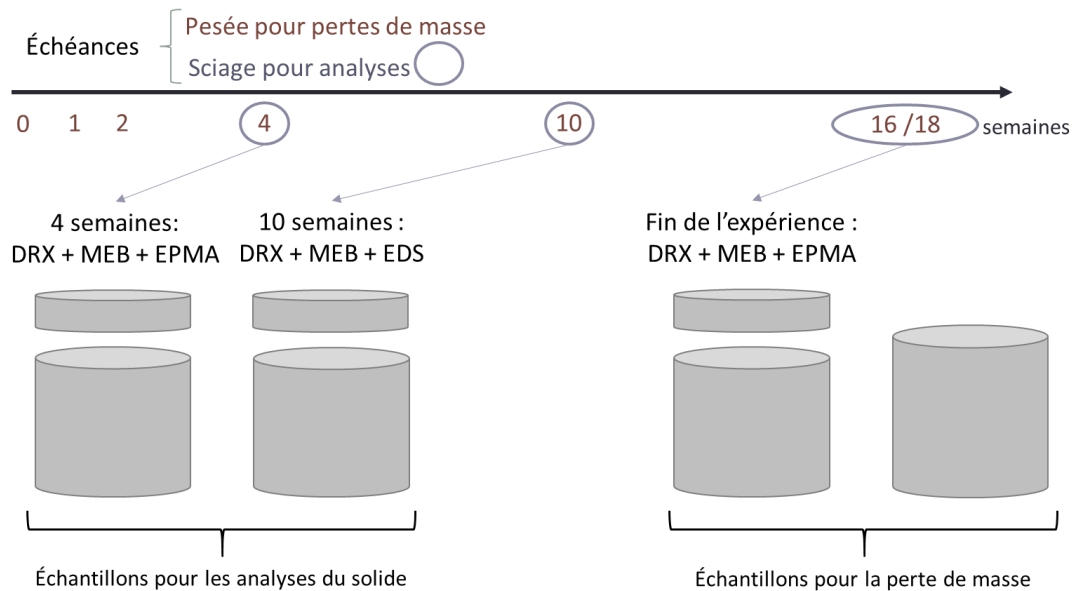 Échéances
Pesée pour pertes de masse
Sciage pour analyses
0 1 2 4 10 16 /18 semaines
4 semaines:
DRX + MEB + EPMA
10 semaines :
DRX + MEB + EDS
Fin de l'expérience :
DRX + MEB + EPMA
Échantillons pour les analyses du solide
Échantillons pour la perte de masse